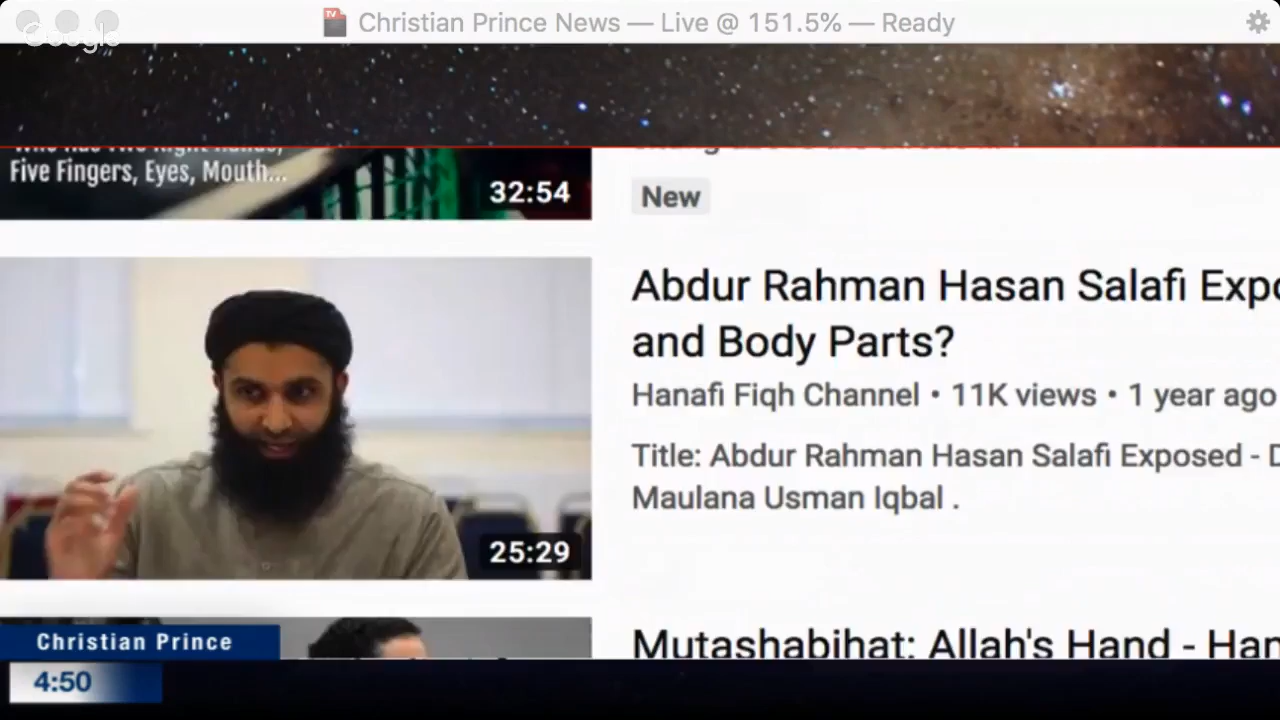 Christian Prince News — Live @ 151.5% — Ready
Google
Five Fingers, Eyes, Mouth...
32:54
New
Abdur Rahman Hasan Salafi Expo
and Body Parts?
Hanafi Fiqh Channel • 11K views • 1 year ago
Title: Abdur Rahman Hasan Salafi Exposed - D
Maulana Usman Iqbal .
25:29
Mutashabihat: Allah's Hand - Han
Christian Prince
4:50